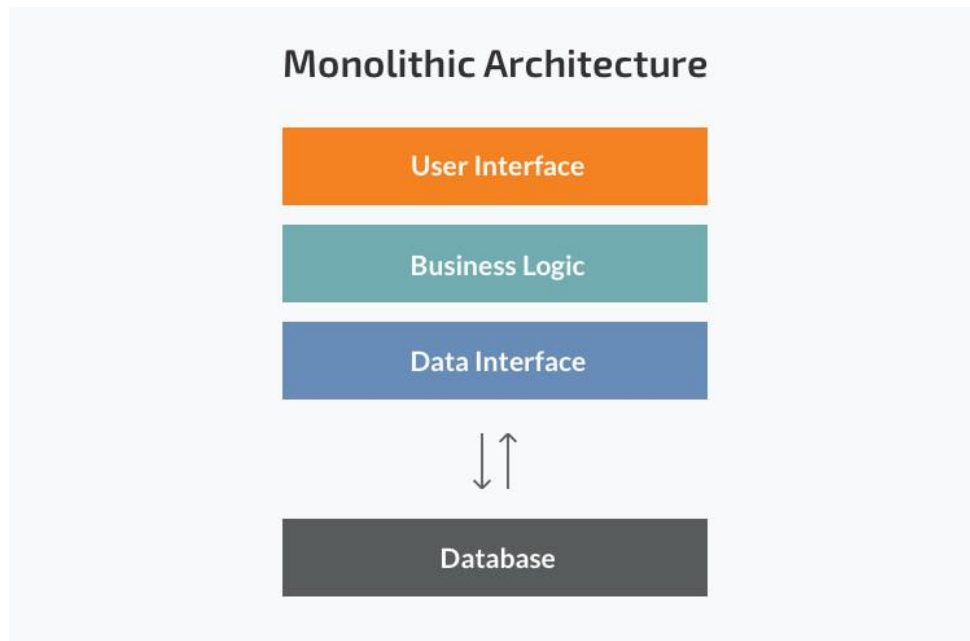 Monolithic Architecture
User Interface
Business Logic
Data Interface
Database